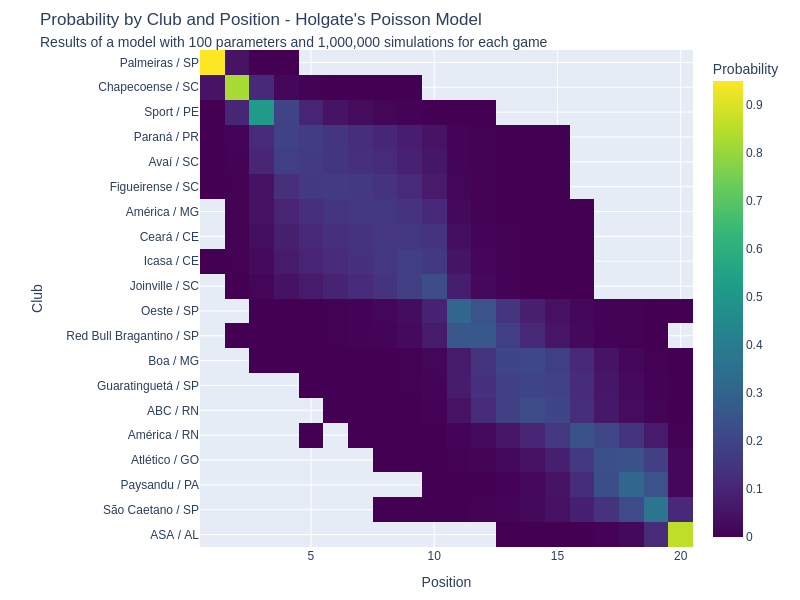 Probability by Club and Position - Holgate's Poisson Model
Results of a model with 100 parameters and 1,000,000 simulations for each game
Probability
Palmeiras / SP
Chapecoense / SC
Sport / PE
Paraná / PR
Avaí / SC
Figueirense / SC
América / MG
Ceará / CE
Icasa / CE
Joinville / SC
Oeste / SP
Red Bull Bragantino / SP
Boa / MG
Guaratinguetá / SP
ABC / RN
América / RN
Atlético / GO
Paysandu / PA
São Caetano / SP
ASA / AL
Club
5
10
15
20
Position
0.9
0.8
0.7
0.6
0.5
0.4
0.3
0.2
0.1
0